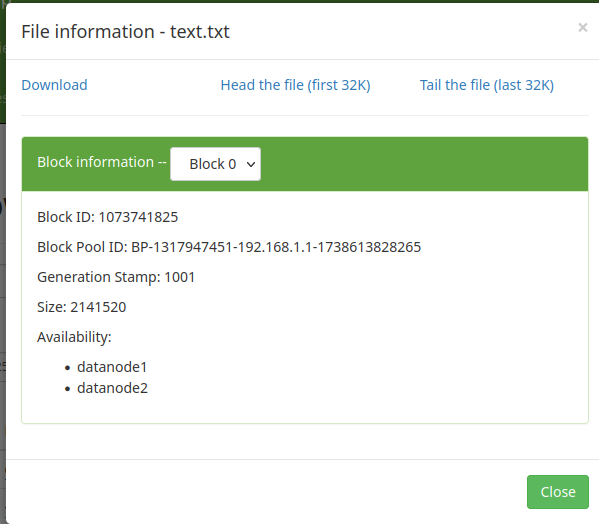 File information - text.txt
×
Download
Head the file (first 32K)
Tail the file (last 32K)
Block information --
Block 0
Block ID: 1073741825
Block Pool ID: BP-1317947451-192.168.1.1-1738613828265
Generation Stamp: 1001
Size: 2141520
Availability:
datanode1
datanode2
Close